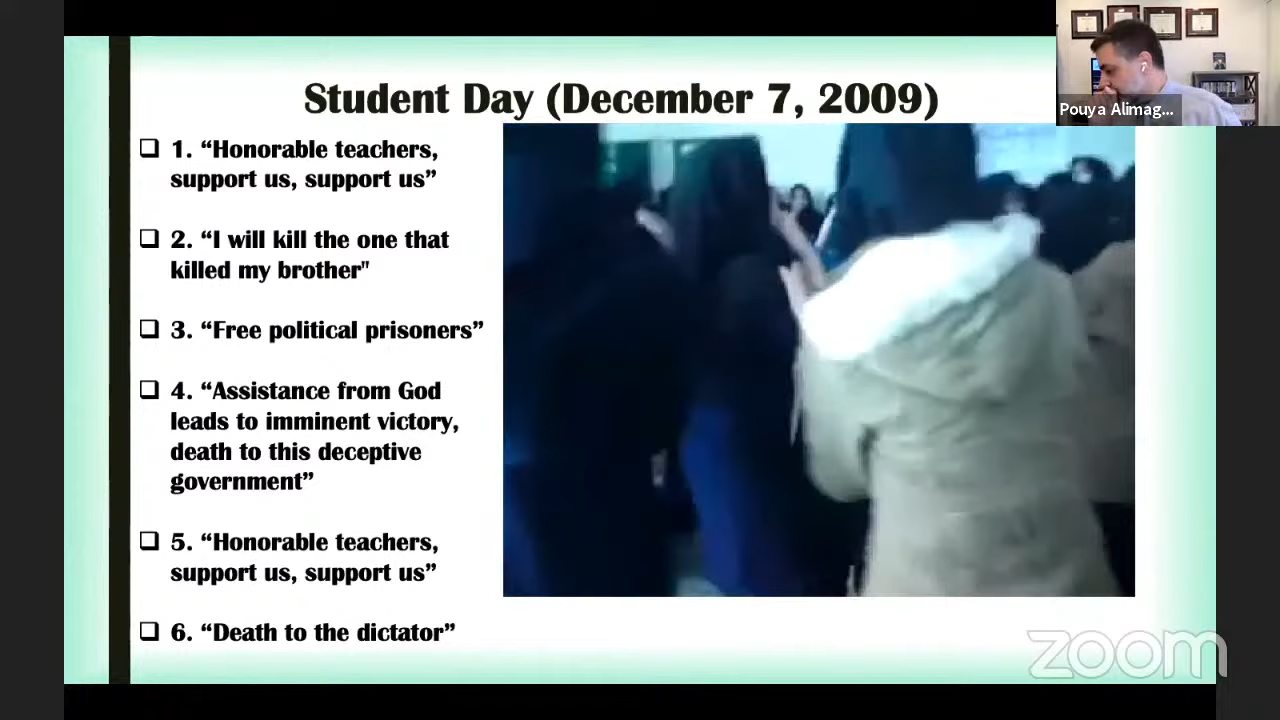 Student Day (December 7, 2009)
1. “Honorable teachers,
support us, support us”
2. “I will kill the one that
killed my brother"
3. “Free political prisoners”
4. “Assistance from God
leads to imminent victory,
death to this deceptive
government”
5. “Honorable teachers,
support us, support us”
6. “Death to the dictator”
Pouya Alimag...
zoom